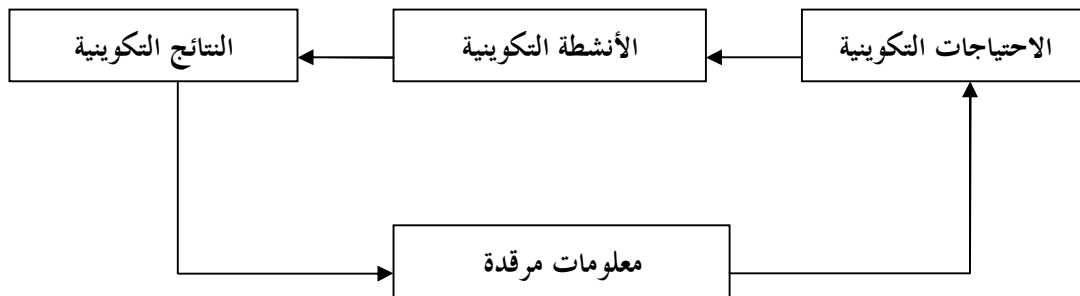 الاحتياجات التكوينية
الأنشطة التكوينية
النتائج التكوينية
معلومات مرقدة